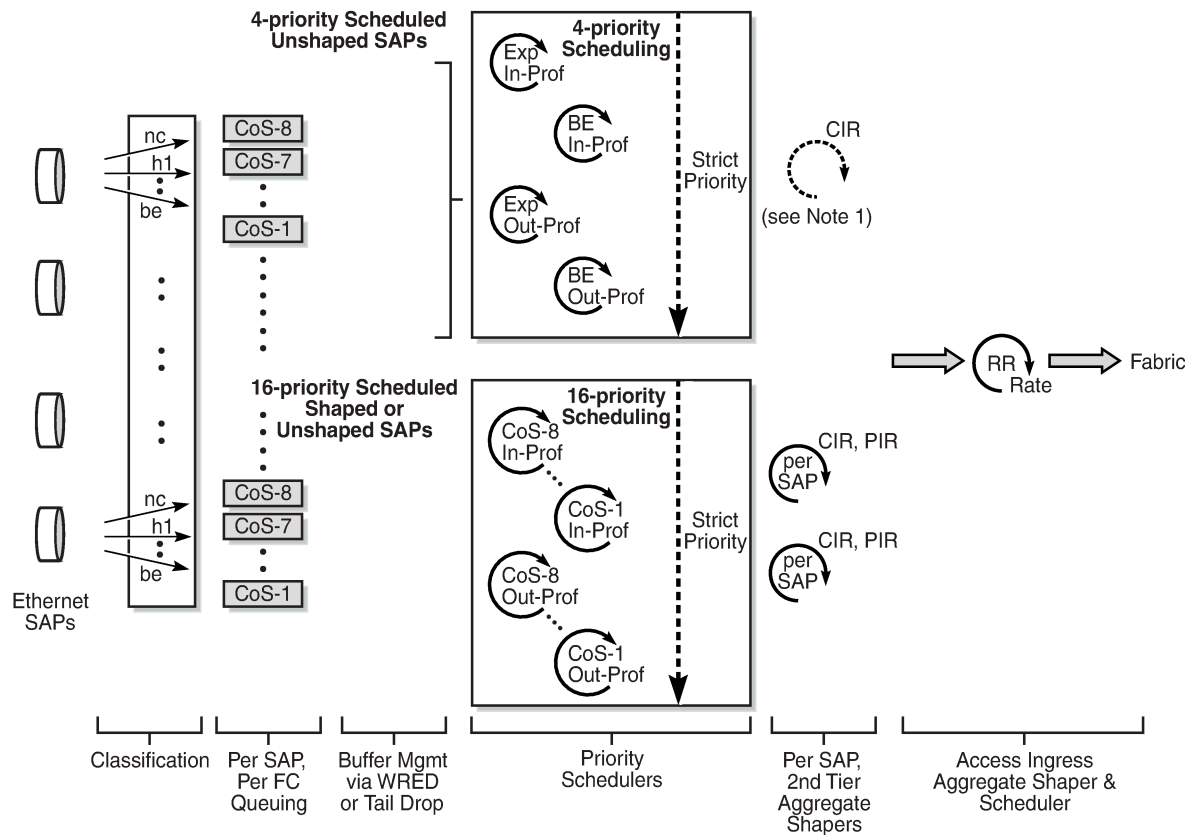 4-priority Scheduled
Unshaped SAPs
4-priority
Scheduling
Exp
In-Prof
BE
In-Prof
Exp
Out-Prof
BE
Out-Prof
Strict
Priority
nc
h1
be
CoS-8
CoS-7
CoS-1
CIR
(see Note 1)
RR
Rate
Fabric
16-priority Scheduled
Shaped or
Unshaped SAPs
16-priority
Scheduling
CoS-8
In-Prof
CoS-1
In-Prof
CoS-8
Out-Prof
CoS-1
Out-Prof
Strict
Priority
nc
h1
be
CoS-8
CoS-7
CoS-1
CIR, PIR
per
SAP
CIR, PIR
per
SAP
Ethernet
SAPs
Classification
Per SAP,
Per FC
Queuing
Buffer Mgmt
via WRED
or Tail Drop
Priority
Schedulers
Per SAP,
2nd Tier
Aggregate
Shapers
Access Ingress
Aggregate Shaper &
Scheduler